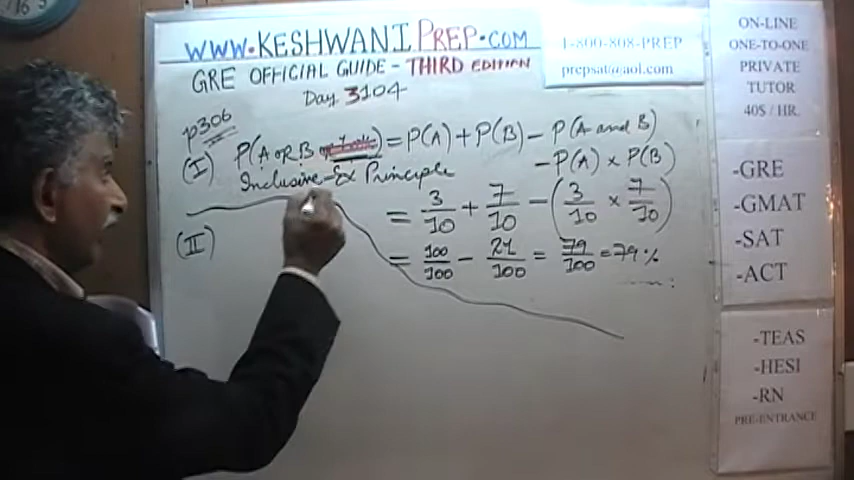 16
www.KESHWANIPREP.com
GRE OFFICIAL GUIDE - THIRD EDITION
Day 3104
1-800-808-PREP
prepsat@aol.com
p306
(I) P(A OR B) = P(A) + P(B) - P(A and B)
- P(A) × P(B)
Inclusive-Ex Principle
= 3/10 + 7/10 - (3/10 × 7/10)
= 100/100 - 21/100 = 79/100 = 79%
(II)
ON-LINE
ONE-TO-ONE
PRIVATE
TUTOR
40$ / HR.
-GRE
-GMAT
-SAT
-ACT
-TEAS
-HESI
-RN
PRE-ENTRANCE